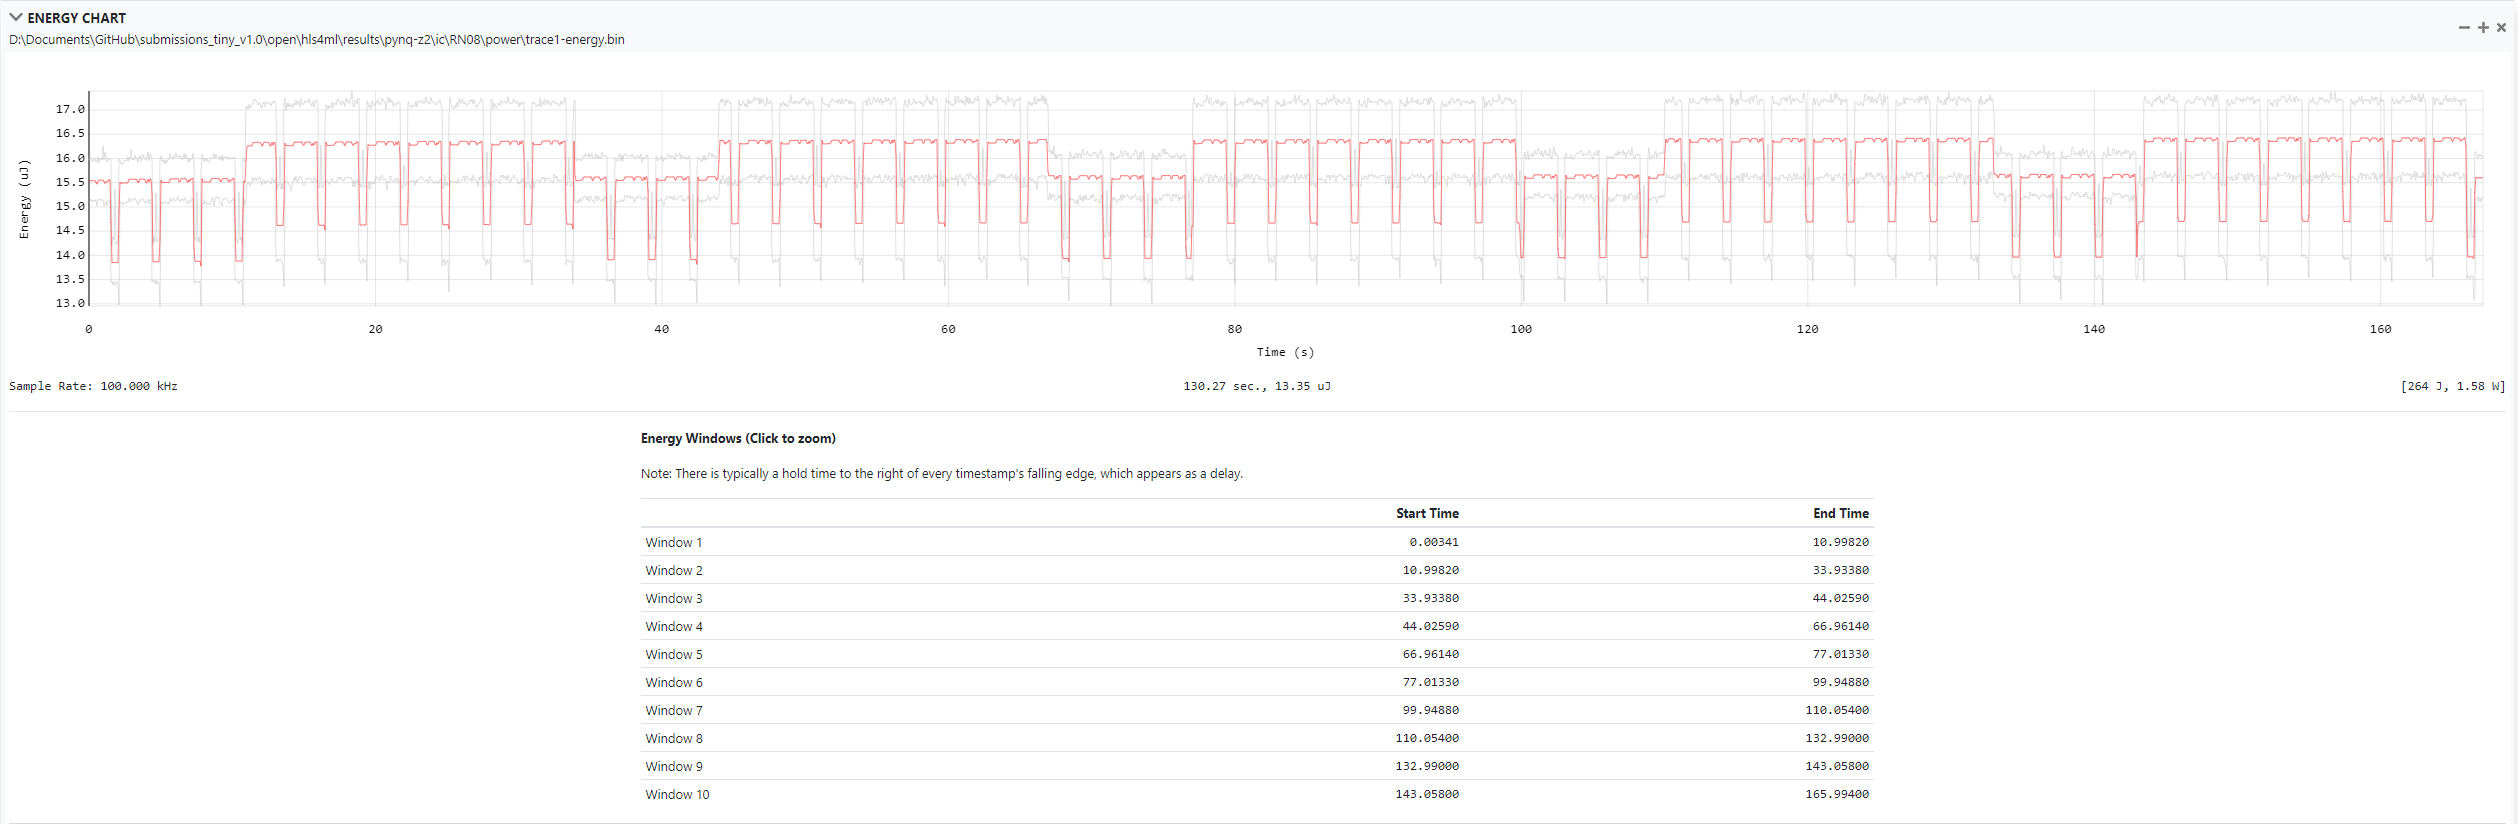 ENERGY CHART
D:\Documents\GitHub\submissions_tiny_v1.0\open\hls4ml\results\pynq-z2\ic\RN08\power\trace1-energy.bin
17.0
16.5
16.0
15.5
15.0
14.5
14.0
13.5
13.0
Energy (uJ)
0 20 40 60 80 100 120 140 160
Time (s)
Sample Rate: 100.000 kHz 130.27 sec., 13.35 uJ [264 J, 1.58 W]
Energy Windows (Click to zoom)
Note: There is typically a hold time to the right of every timestamp's falling edge, which appears as a delay.
Start Time End Time
Window 1 0.00341 10.99820
Window 2 10.99820 33.93380
Window 3 33.93380 44.02590
Window 4 44.02590 66.96140
Window 5 66.96140 77.01330
Window 6 77.01330 99.94880
Window 7 99.94880 110.05400
Window 8 110.05400 132.99000
Window 9 132.99000 143.05800
Window 10 143.05800 165.99400